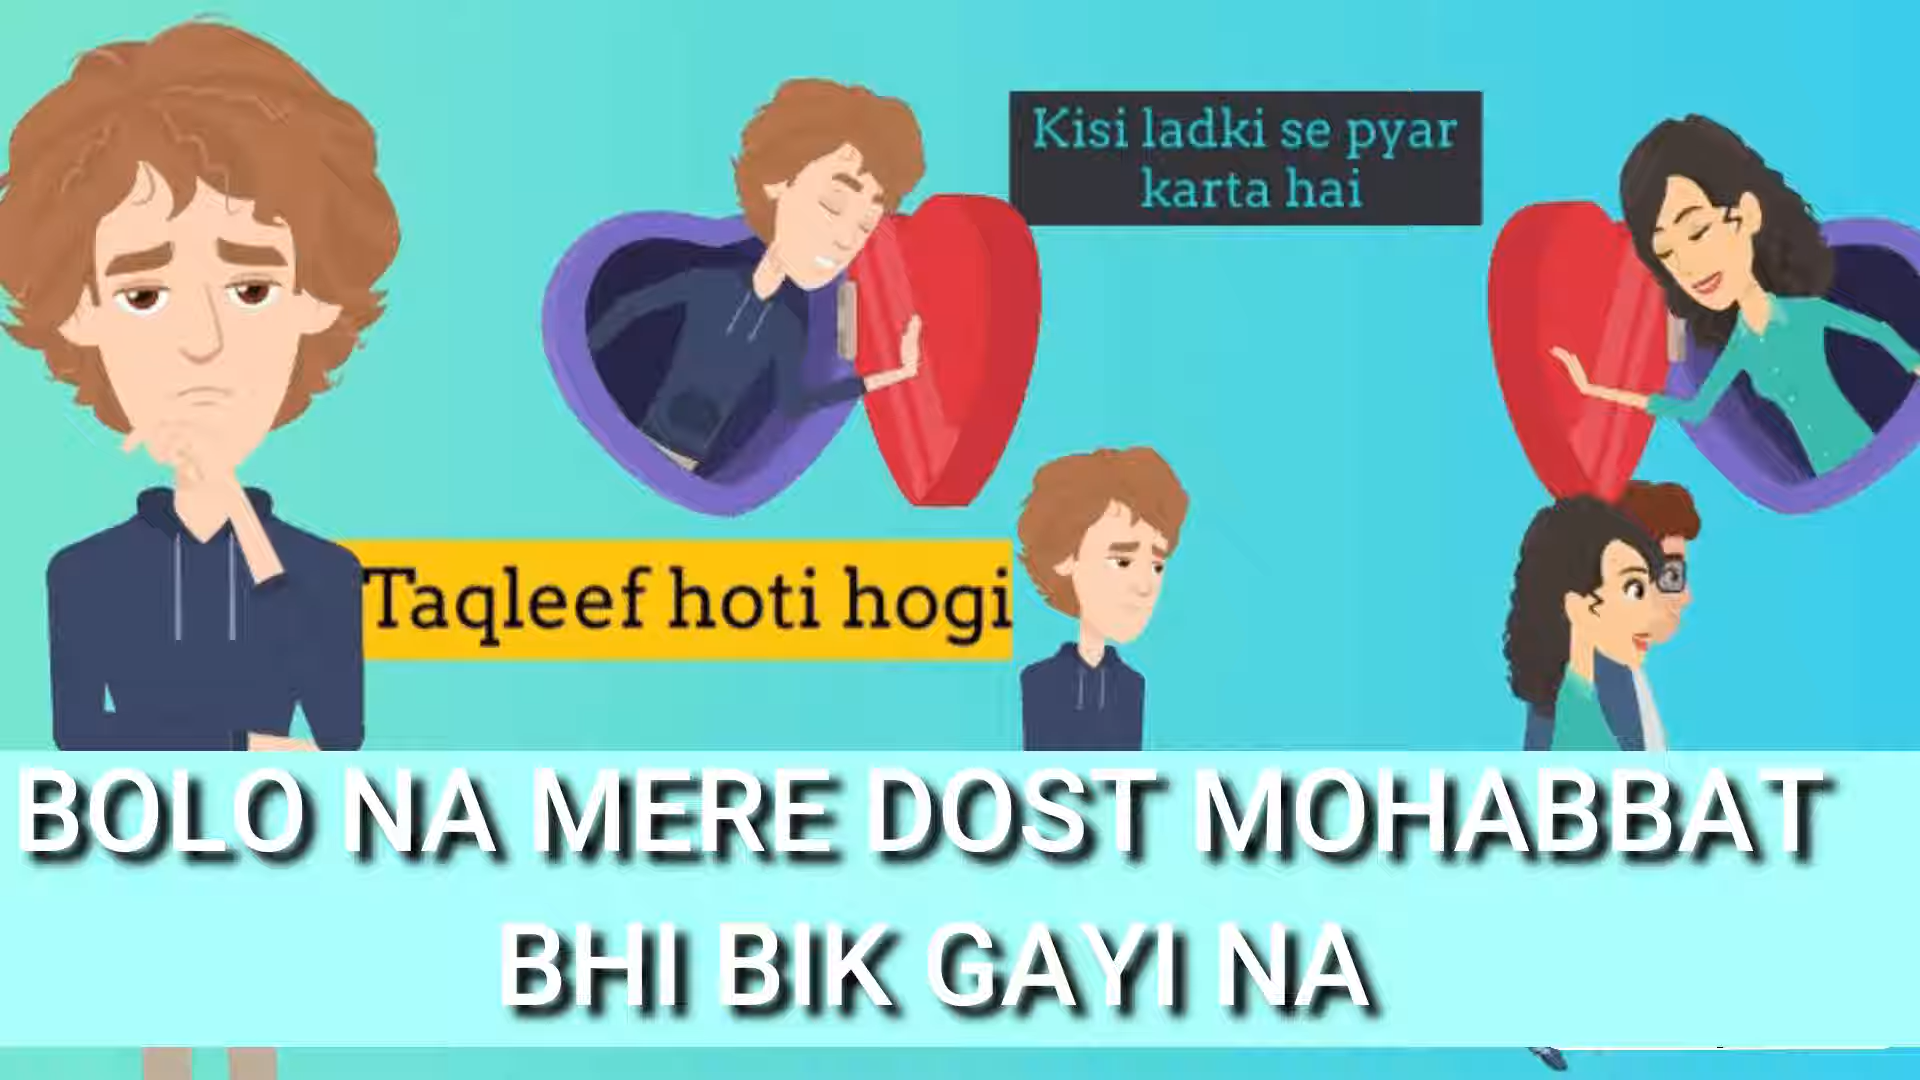 Kisi ladki se pyar
karta hai
Taqleef hoti hogi
BOLO NA MERE DOST MOHABBAT
BHI BIK GAYI NA